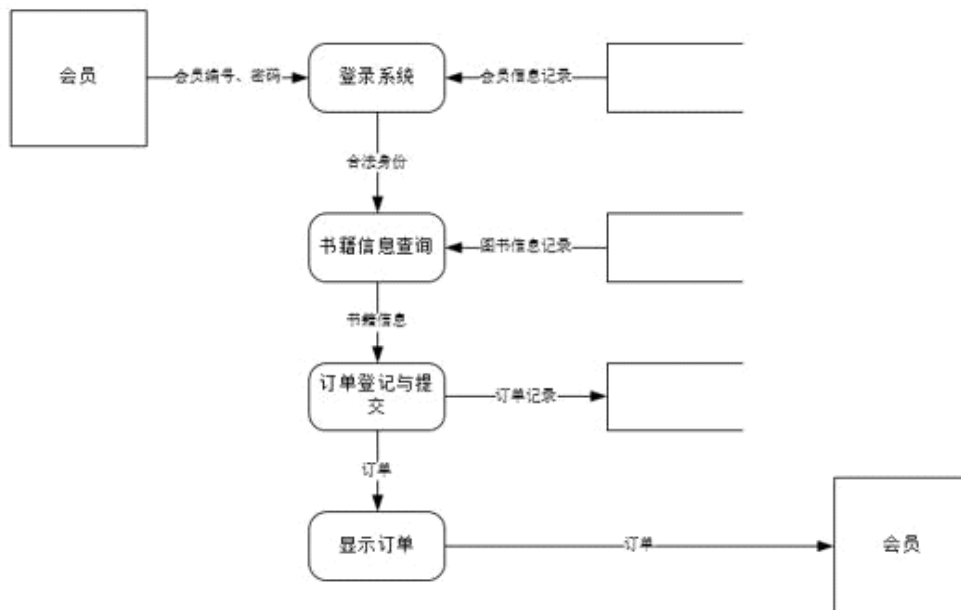 会员
会员编号、密码
登录系统
会员信息记录
合法身份
书籍信息查询
图书信息记录
书籍信息
订单登记与提
交
订单记录
订单
显示订单
订单
会员